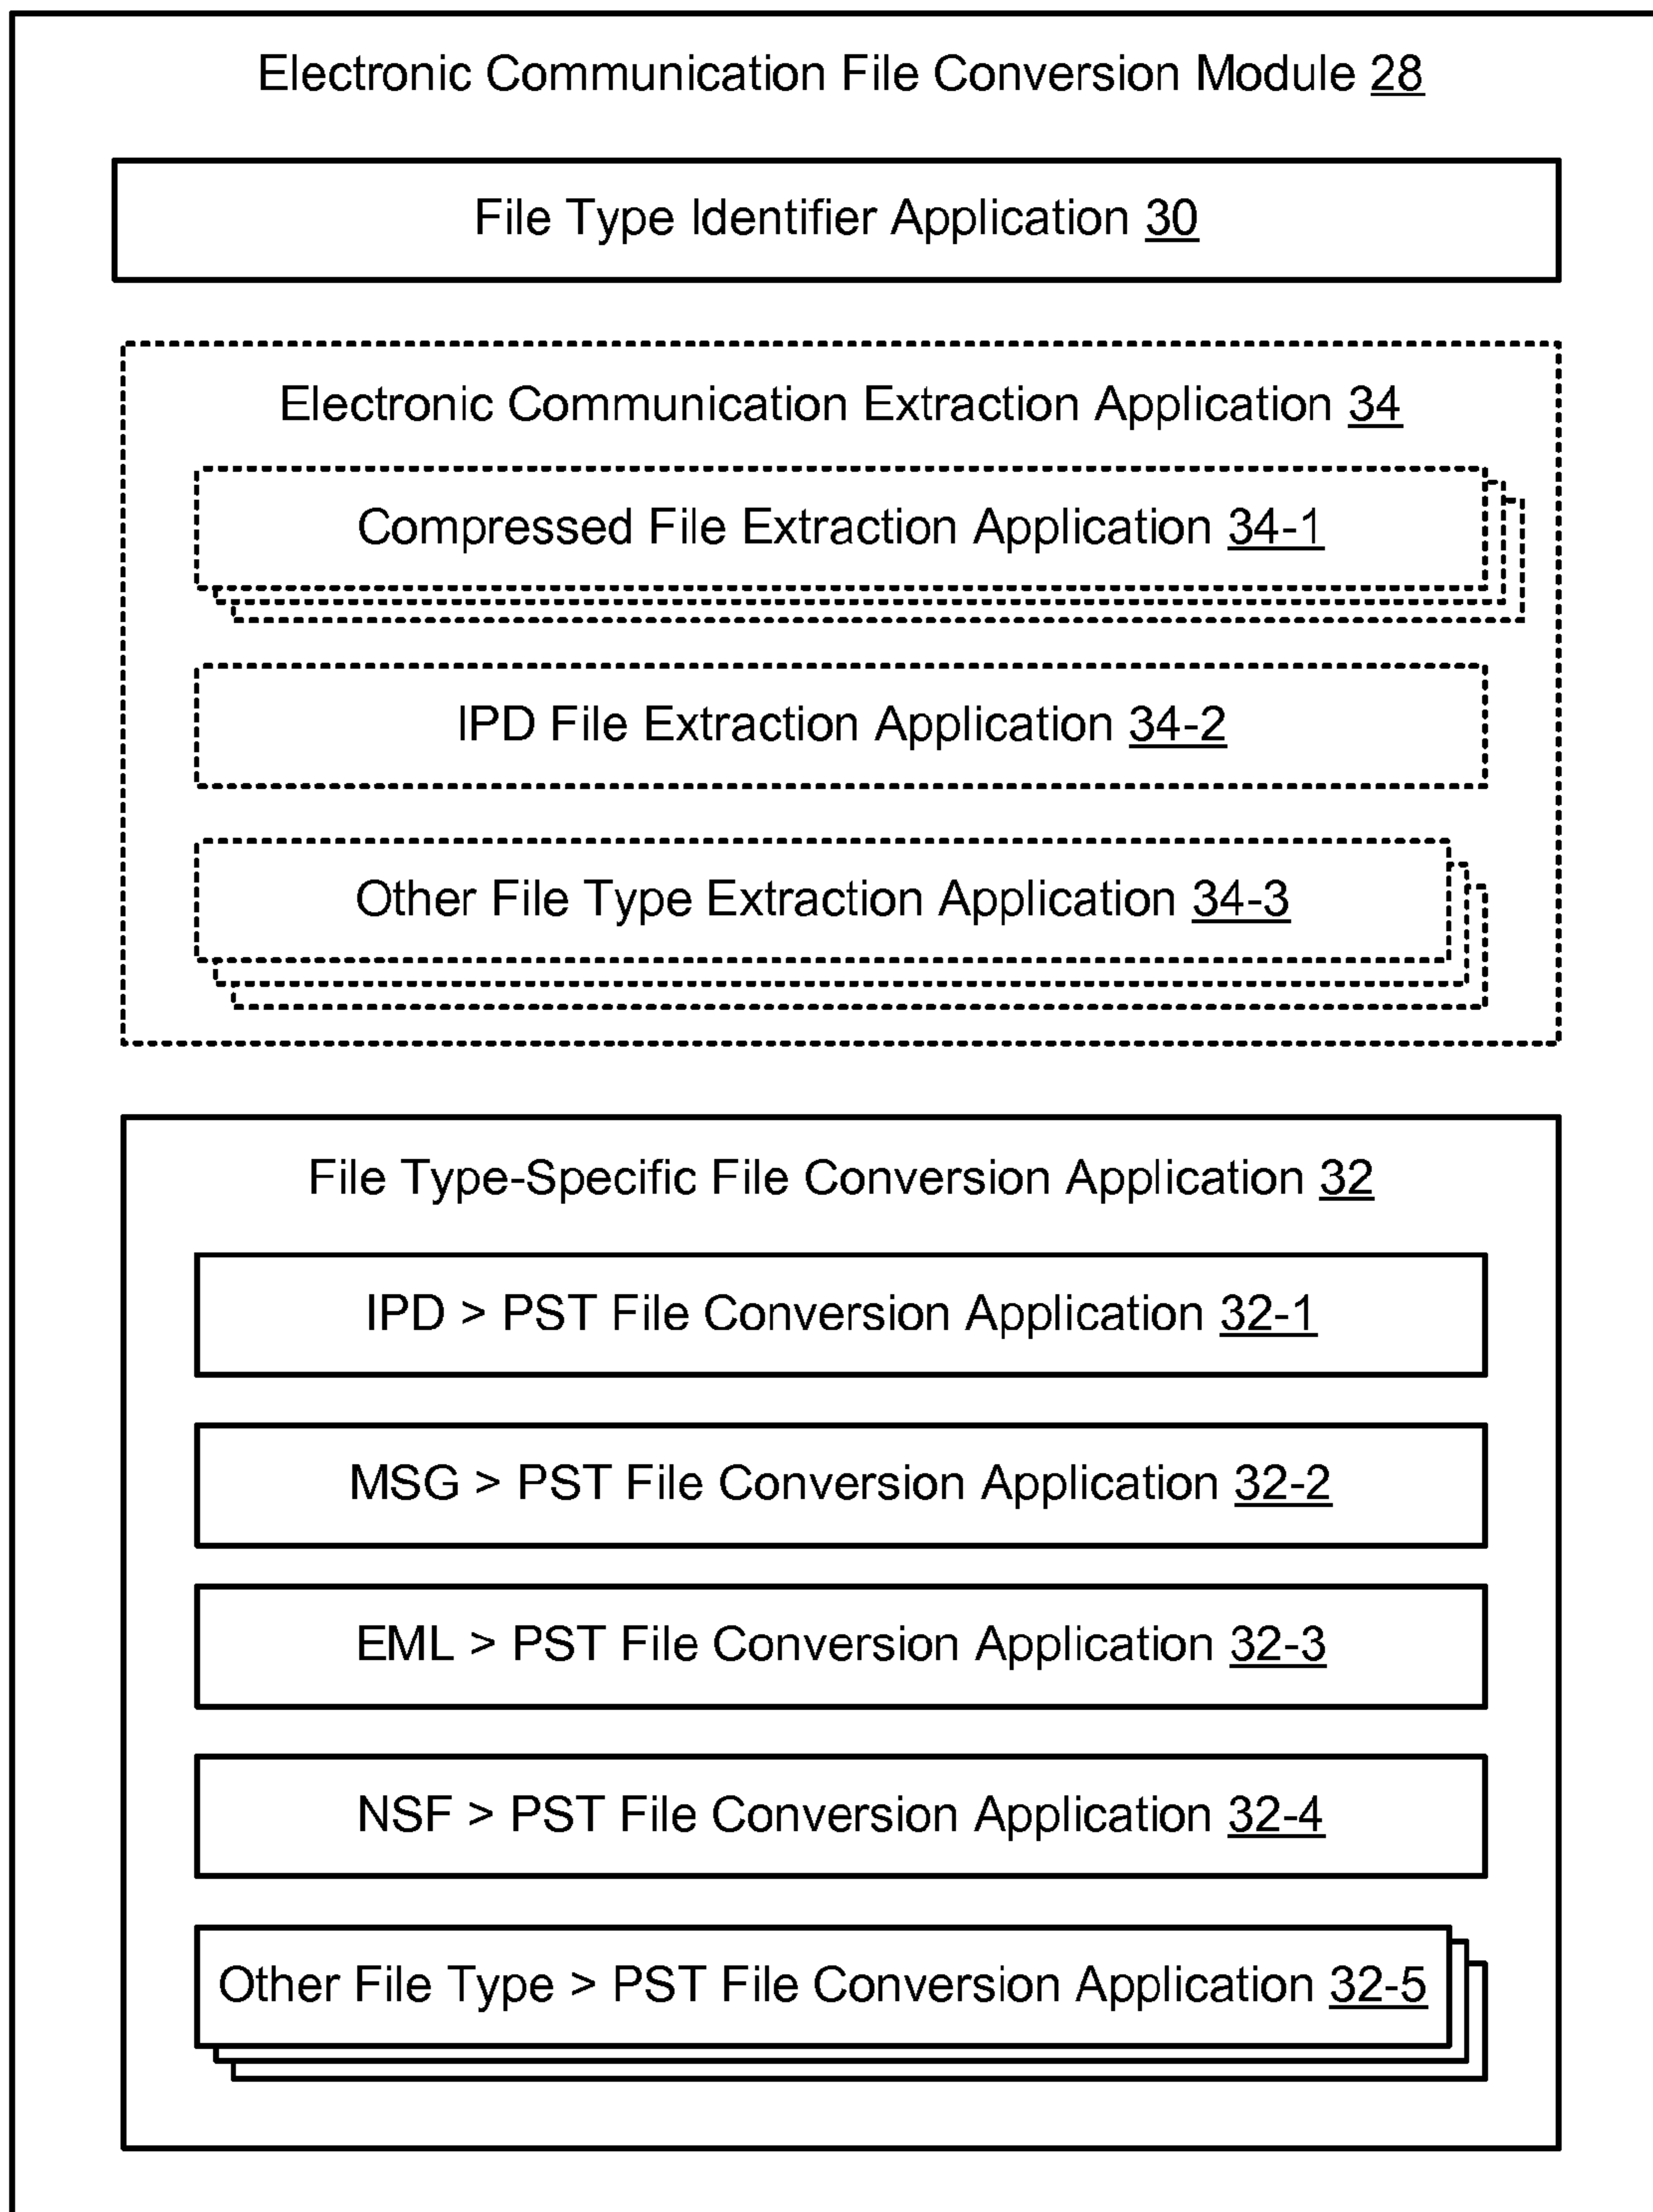 Electronic Communication File Conversion Module 28
File Type Identifier Application 30
Electronic Communication Extraction Application 34
Compressed File Extraction Application 34-1
IPD File Extraction Application 34-2
Other File Type Extraction Application 34-3
File Type-Specific File Conversion Application 32
IPD > PST File Conversion Application 32-1
MSG > PST File Conversion Application 32-2
EML > PST File Conversion Application 32-3
NSF > PST File Conversion Application 32-4
Other File Type > PST File Conversion Application 32-5